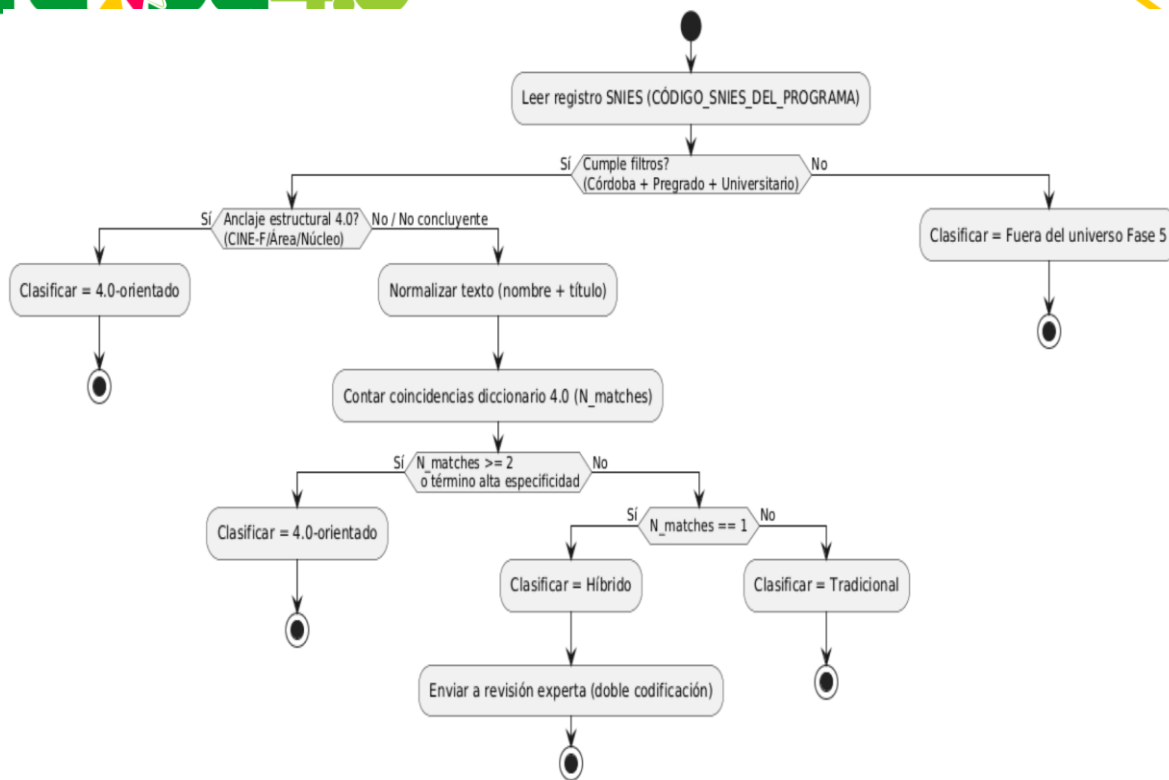 Leer registro SNIES (CÓDIGO_SNIES_DEL_PROGRAMA)
Sí
Cumple filtros?
(Córdoba + Pregrado + Universitario)
No
Sí
Anclaje estructural 4.0?
(CINE-F/Área/Núcleo)
No / No concluyente
Clasificar = Fuera del universo Fase 5
Clasificar = 4.0-orientado
Normalizar texto (nombre + título)
Contar coincidencias diccionario 4.0 (N_matches)
Sí
N_matches >= 2
o término alta especificidad
No
Clasificar = 4.0-orientado
Sí
N_matches == 1
No
Clasificar = Híbrido
Clasificar = Tradicional
Enviar a revisión experta (doble codificación)